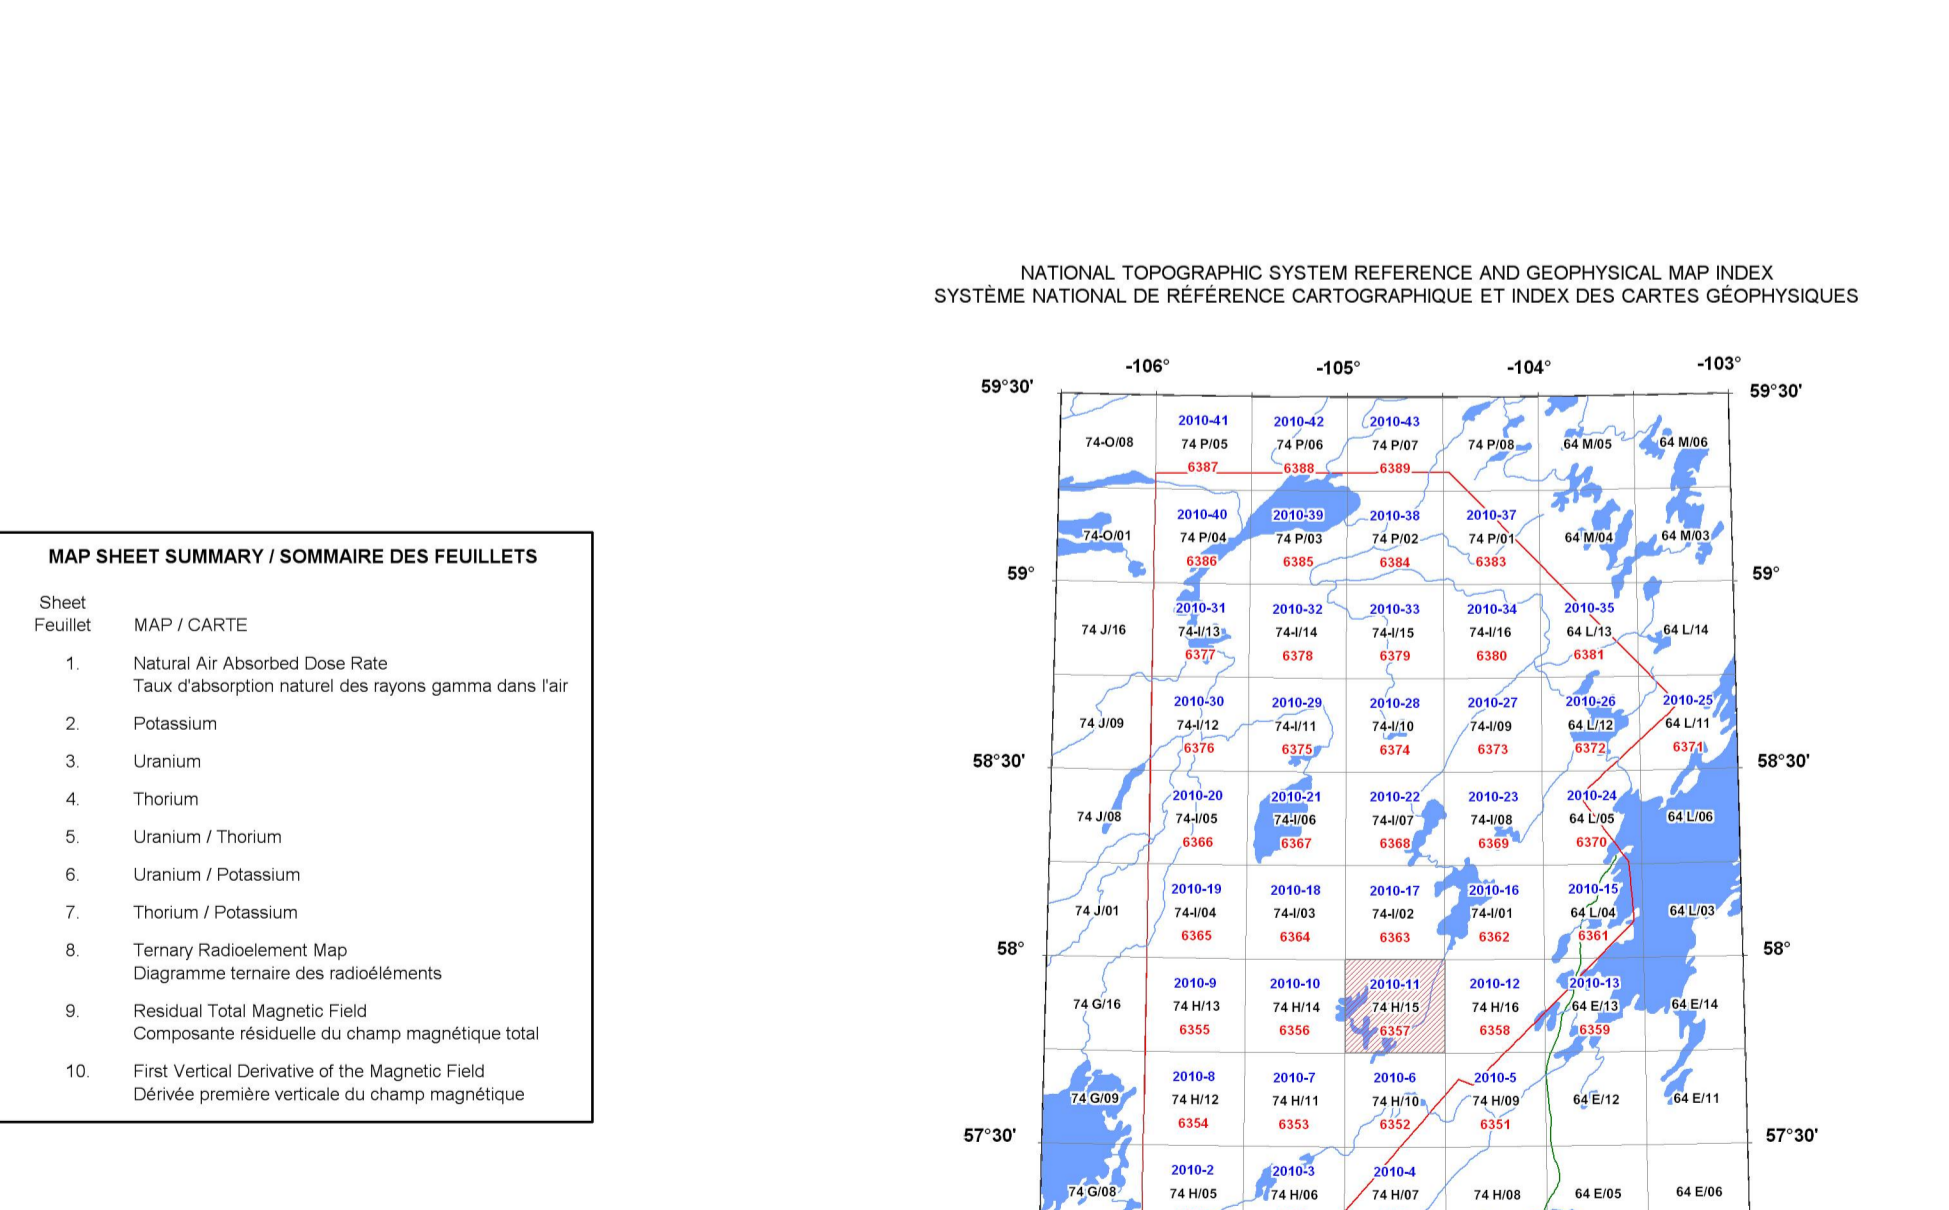 NATIONAL TOPOGRAPHIC SYSTEM REFERENCE AND GEOPHYSICAL MAP INDEX
SYSTÈME NATIONAL DE RÉFÉRENCE CARTOGRAPHIQUE ET INDEX DES CARTES GÉOPHYSIQUES
MAP SHEET SUMMARY / SOMMAIRE DES FEUILLETS
Sheet
Feuillet MAP / CARTE
1. Natural Air Absorbed Dose Rate
Taux d'absorption naturel des rayons gamma dans l'air
2. Potassium
3. Uranium
4. Thorium
5. Uranium / Thorium
6. Uranium / Potassium
7. Thorium / Potassium
8. Ternary Radioelement Map
Diagramme ternaire des radioéléments
9. Residual Total Magnetic Field
Composante résiduelle du champ magnétique total
10. First Vertical Derivative of the Magnetic Field
Dérivée première verticale du champ magnétique
-106° -105° -104° -103°
59°30' 59°30'
2010-41 2010-42 2010-43
74-O/08 74 P/05 74 P/06 74 P/07 74 P/08 64 M/05 64 M/06
6387 6388 6389
2010-40 2010-39 2010-38 2010-37
74-O/01 74 P/04 74 P/03 74 P/02 74 P/01 64 M/04 64 M/03
6386 6385 6384 6383
59° 59°
2010-31 2010-32 2010-33 2010-34 2010-35
74 J/16 74-I/13 74-I/14 74-I/15 74-I/16 64 L/13 64 L/14
6377 6378 6379 6380 6381
2010-30 2010-29 2010-28 2010-27 2010-26 2010-25
74 J/09 74-I/12 74-I/11 74-I/10 74-I/09 64 L/12 64 L/11
6376 6375 6374 6373 6372 6371
58°30' 58°30'
2010-20 2010-21 2010-22 2010-23 2010-24
74 J/08 74-I/05 74-I/06 74-I/07 74-I/08 64 L/05 64 L/06
6366 6367 6368 6369 6370
2010-19 2010-18 2010-17 2010-16 2010-15
74 J/01 74-I/04 74-I/03 74-I/02 74-I/01 64 L/04 64 L/03
6365 6364 6363 6362 6361
58° 58°
2010-9 2010-10 2010-11 2010-12 2010-13
74 G/16 74 H/13 74 H/14 74 H/15 74 H/16 64 E/13 64 E/14
6355 6356 6357 6358 6359
2010-8 2010-7 2010-6 2010-5
74 G/09 74 H/12 74 H/11 74 H/10 74 H/09 64 E/12 64 E/11
6354 6353 6352 6351
57°30' 57°30'
2010-2 2010-3 2010-4
74 G/08 74 H/05 74 H/06 74 H/07 74 H/08 64 E/05 64 E/06